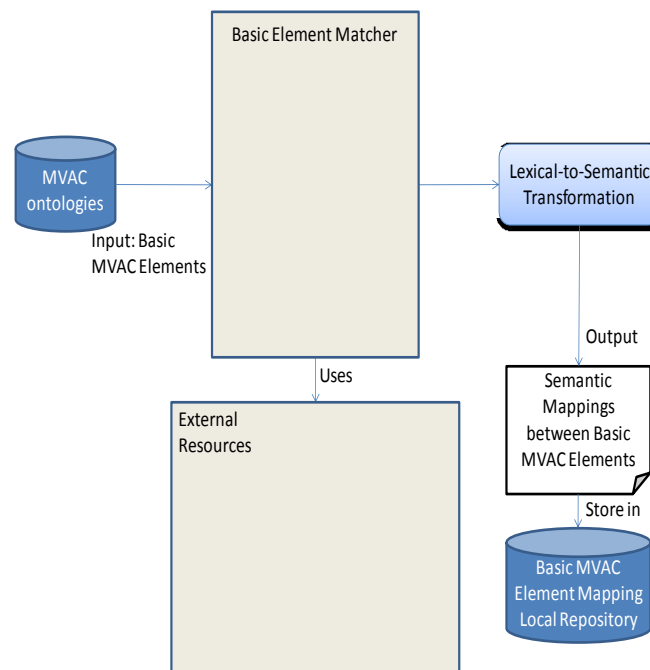 Basic Element Matcher
MVAC
ontologies
Input: Basic
MVAC Elements
Lexical-to-Semantic
Transformation
Output
Uses
Semantic
Mappings
between Basic
MVAC Elements
External
Resources
Store in
Basic MVAC
Element Mapping
Local Repository